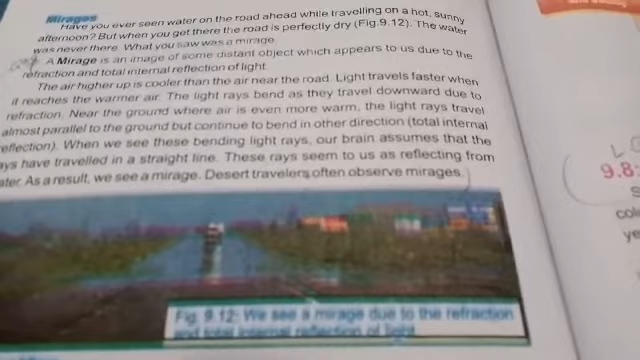 Mirages
Have you ever seen water on the road ahead while travelling on a hot, sunny
afternoon? But when you get there the road is perfectly dry (Fig.9.12). The water
was never there. What you saw was a mirage.
A Mirage is an image of some distant object which appears to us due to the
refraction and total internal reflection of light.
The air higher up is cooler than the air near the road. Light travels faster when
it reaches the warmer air. The light rays bend as they travel downward due to
refraction. Near the ground where air is even more warm, the light rays travel
almost parallel to the ground but continue to bend in other direction (total internal
eflection). When we see these bending light rays, our brain assumes that the
ays have travelled in a straight line. These rays seem to us as reflecting from
ater. As a result, we see a mirage. Desert travelers often observe mirages.
Fig. 9.12: We see a mirage due to the refraction
and total internal reflection of light
9.8:
col
ye